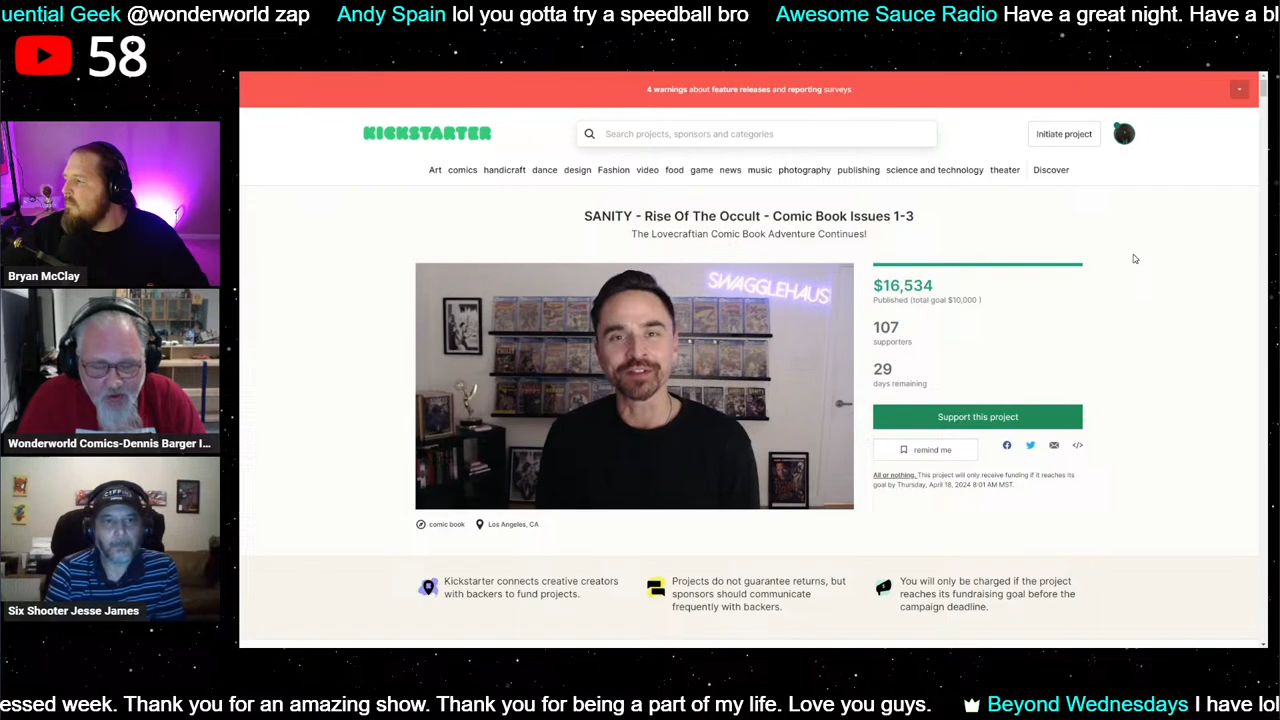 uential Geek @wonderworld zap Andy Spain lol you gotta try a speedball bro Awesome Sauce Radio Have a great night. Have a bl
58
4 warnings about feature releases and reporting surveys
KICKSTARTER
Search projects, sponsors and categories
Initiate project
Art comics handicraft dance design Fashion video food game news music photography publishing science and technology theater Discover
SANITY - Rise Of The Occult - Comic Book Issues 1-3
The Lovecraftian Comic Book Adventure Continues!
SWAGGLEHAUS
$16,534
Published (total goal $10,000 )
107
supporters
29
days remaining
Support this project
remind me
All or nothing. This project will only receive funding if it reaches its
goal by Thursday, April 18, 2024 8:01 AM MST.
comic book Los Angeles, CA
Kickstarter connects creative creators
with backers to fund projects.
Projects do not guarantee returns, but
sponsors should communicate
frequently with backers.
You will only be charged if the project
reaches its fundraising goal before the
campaign deadline.
Bryan McClay
Wonderworld Comics-Dennis Barger I...
Six Shooter Jesse James
essed week. Thank you for an amazing show. Thank you for being a part of my life. Love you guys. Beyond Wednesdays I have lol